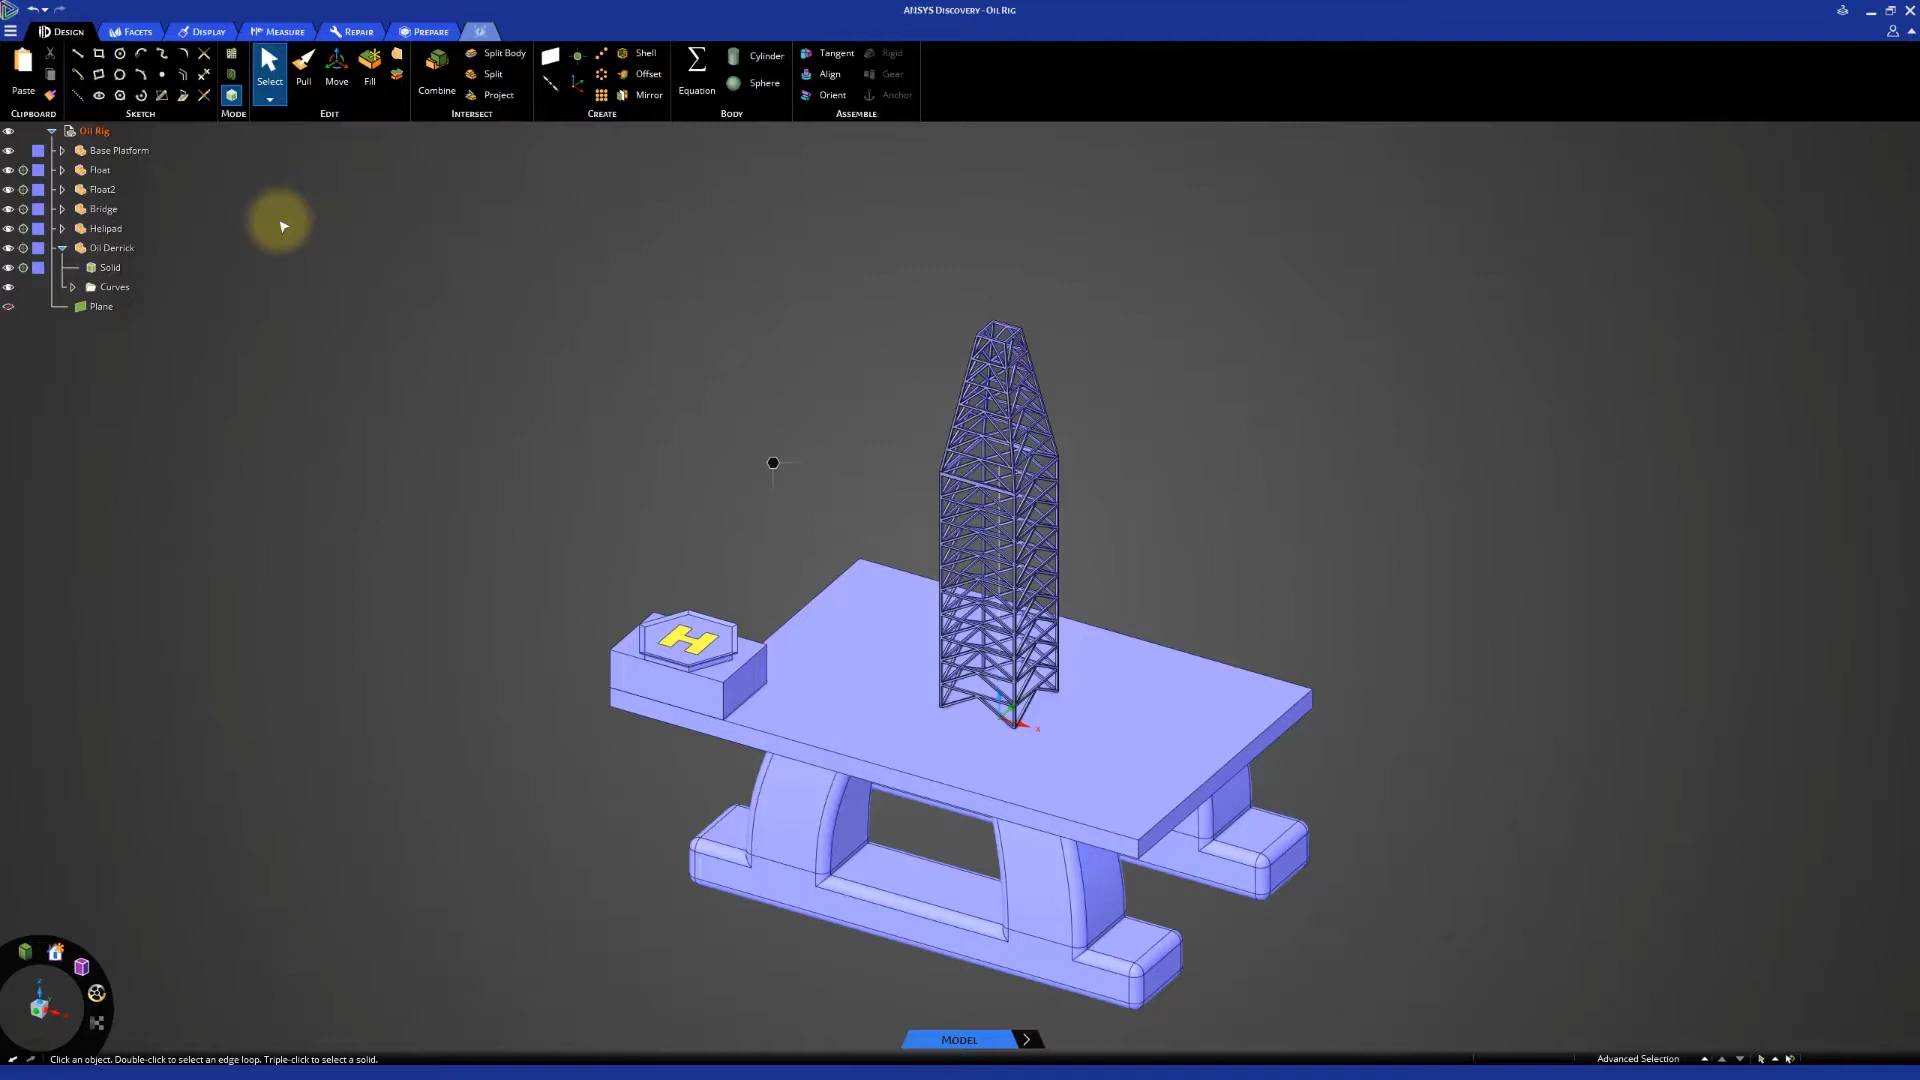 ANSYS Discovery - Oil Rig
Design
Facets
Display
Measure
Repair
Prepare
Paste
Clipboard
Sketch
Mode
Select
Pull
Move
Fill
Edit
Combine
Split Body
Split
Project
Intersect
Shell
Offset
Mirror
Create
Equation
Cylinder
Sphere
Body
Tangent
Align
Orient
Rigid
Gear
Anchor
Assemble
Oil Rig
Base Platform
Float
Float2
Bridge
Helipad
Oil Derrick
Solid
Curves
Plane
H
x
Z
Model
Click an object. Double-click to select an edge loop. Triple-click to select a solid.
Advanced Selection